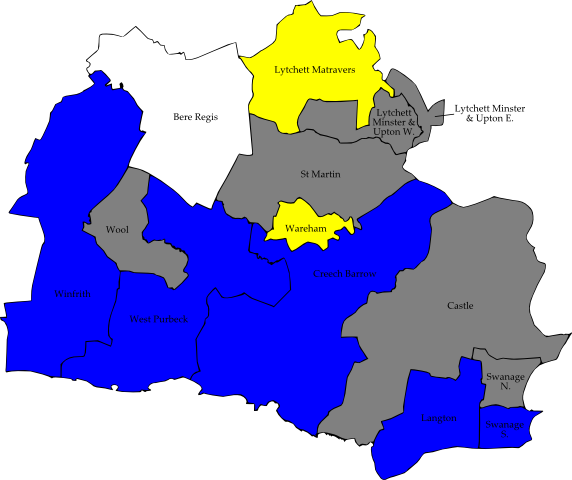 Lytchett Matravers
Lytchett Minster
& Upton E.
Bere Regis
Lytchett
Minster &
Upton W.
St Martin
Wool
Wareham
Creech Barrow
Winfrith
Castle
West Purbeck
Swanage
N.
Langton
Swanage
S.